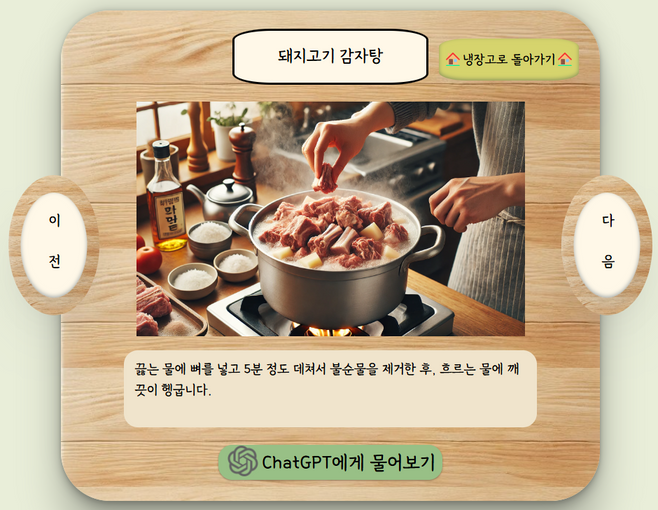 돼지고기 감자탕
🏠냉장고로 돌아가기🏠
이
전
다
음
끓는 물에 뼈를 넣고 5분 정도 데쳐서 불순물을 제거한 후, 흐르는 물에 깨
끗이 헹굽니다.
ChatGPT에게 물어보기